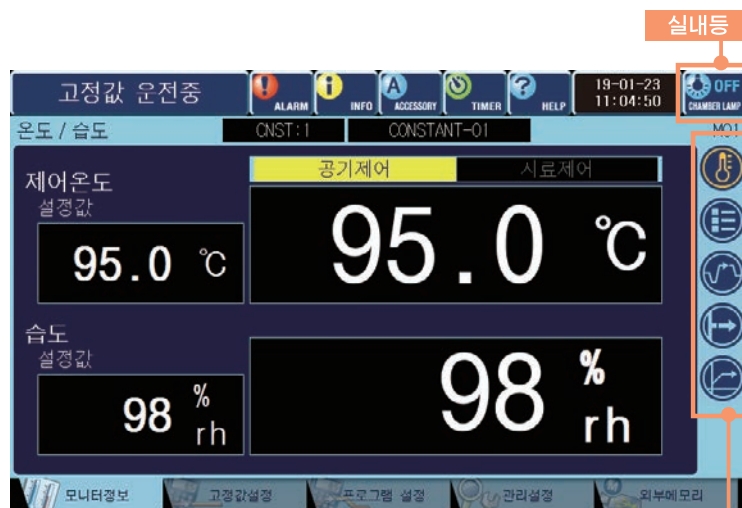 실내등
고정값 운전중
ALARM
INFO
ACCESSORY
TIMER
HELP
19-01-23
11:04:50
OFF
CHAMBER LAMP
온도 / 습도
CNST:1
CONSTANT-01
M01
제어온도
설정값
95.0 ℃
공기제어
시료제어
95.0 ℃
습도
설정값
98 %rh
98 %rh
모니터정보
고정값설정
프로그램 설정
관리설정
외부메모리